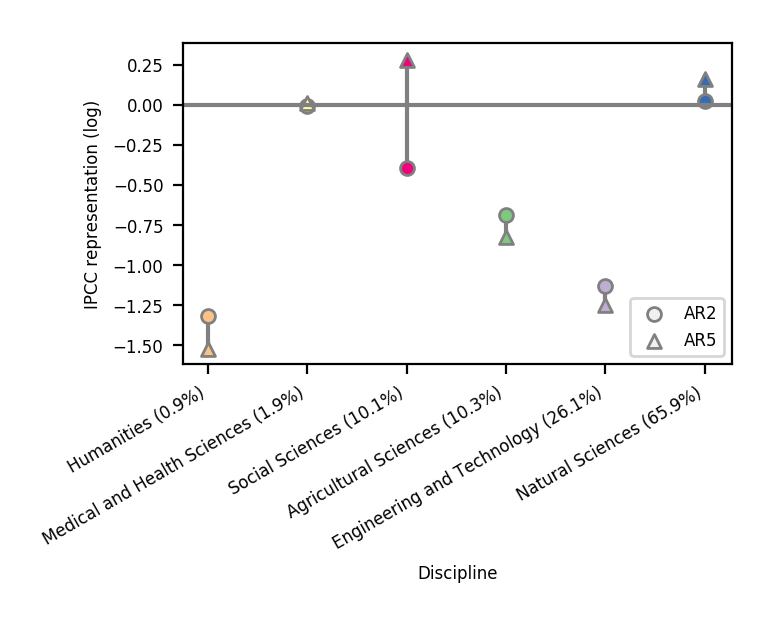 0.25
0.00
−0.25
−0.50
−0.75
−1.00
−1.25
−1.50
IPCC representation (log)
AR2
AR5
Humanities (0.9%)
Medical and Health Sciences (1.9%)
Social Sciences (10.1%)
Agricultural Sciences (10.3%)
Engineering and Technology (26.1%)
Natural Sciences (65.9%)
Discipline